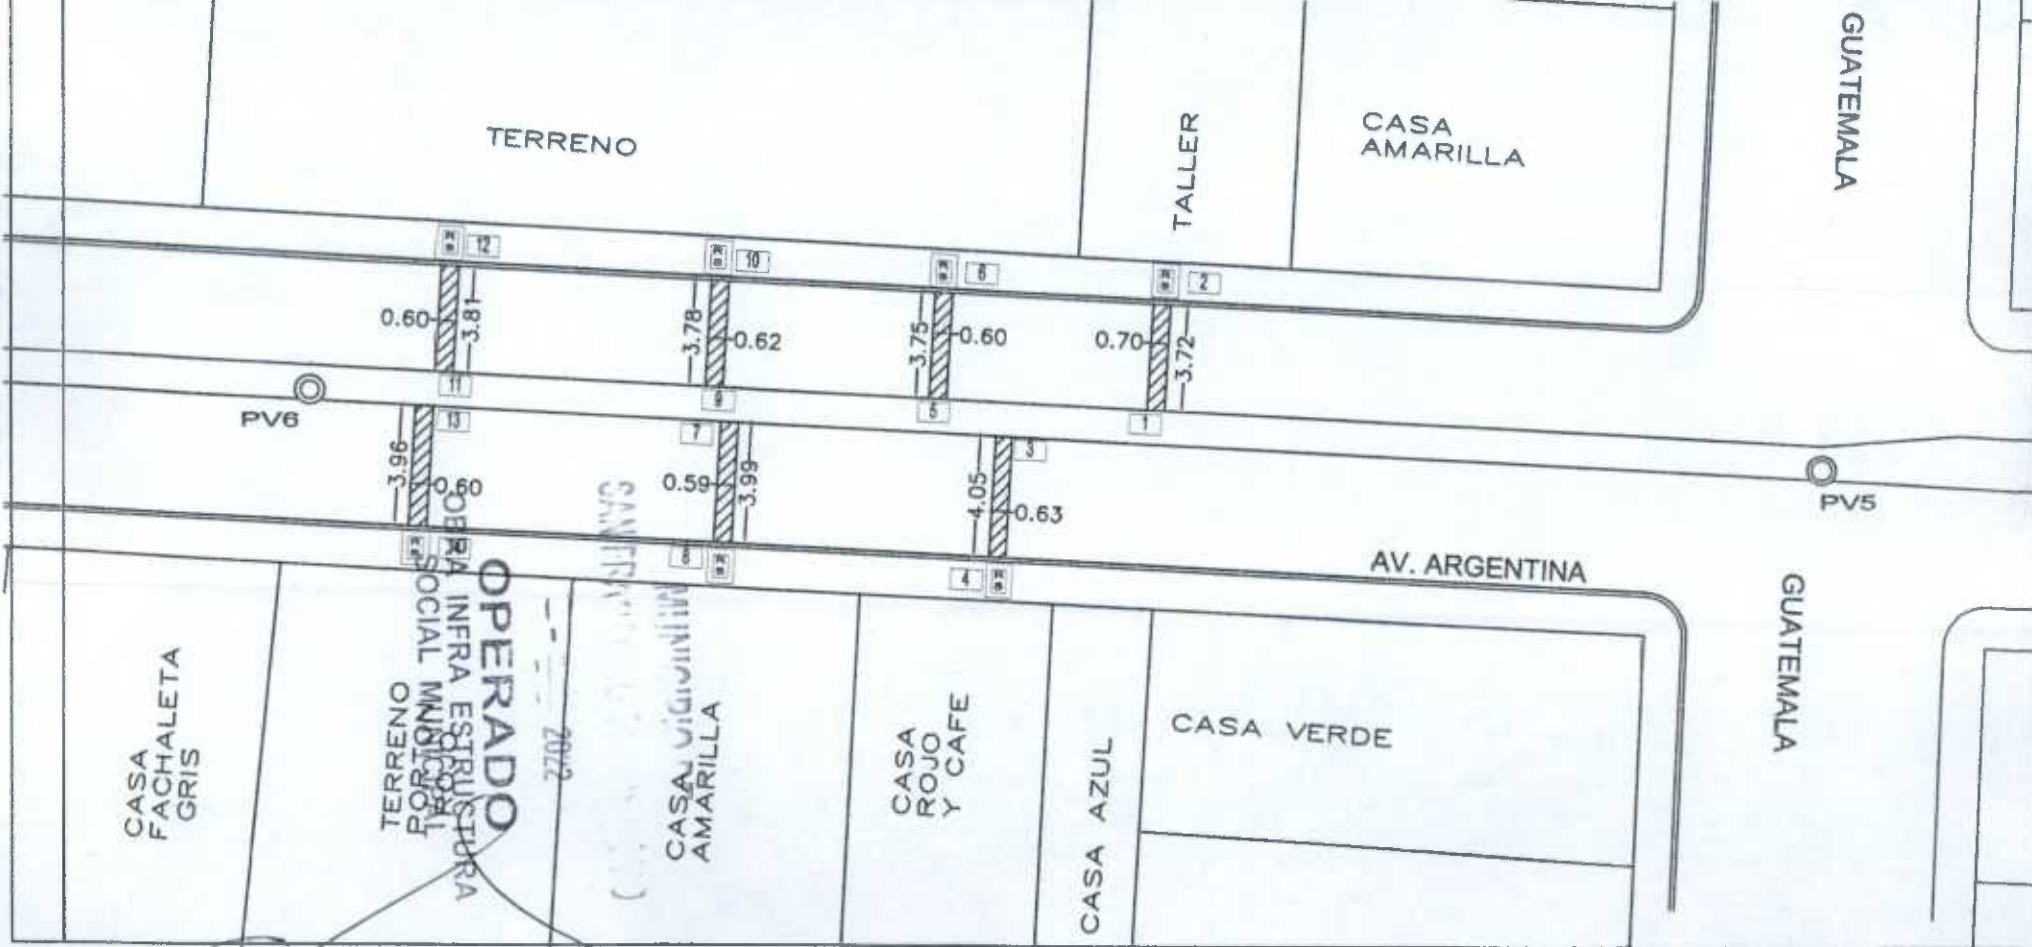 GUATEMALA
TERRENO
TALLER
CASA
AMARILLA
12
10
6
2
0.60
3.81
3.78
0.62
3.75
0.60
0.70
3.72
11
9
5
1
PV6
13
7
3
3.96
0.60
0.59
3.99
4.05
0.63
PV5
8
4
AV. ARGENTINA
GUATEMALA
CASA
FACHALETA
GRIS
TERRENO
PORTON
OPERADO
OBRA INFRA ESTRUCTURA
SOCIAL MUNICIPAL
2022
CASA
AMARILLA
CASA
ROJO
Y CAFE
CASA AZUL
CASA VERDE